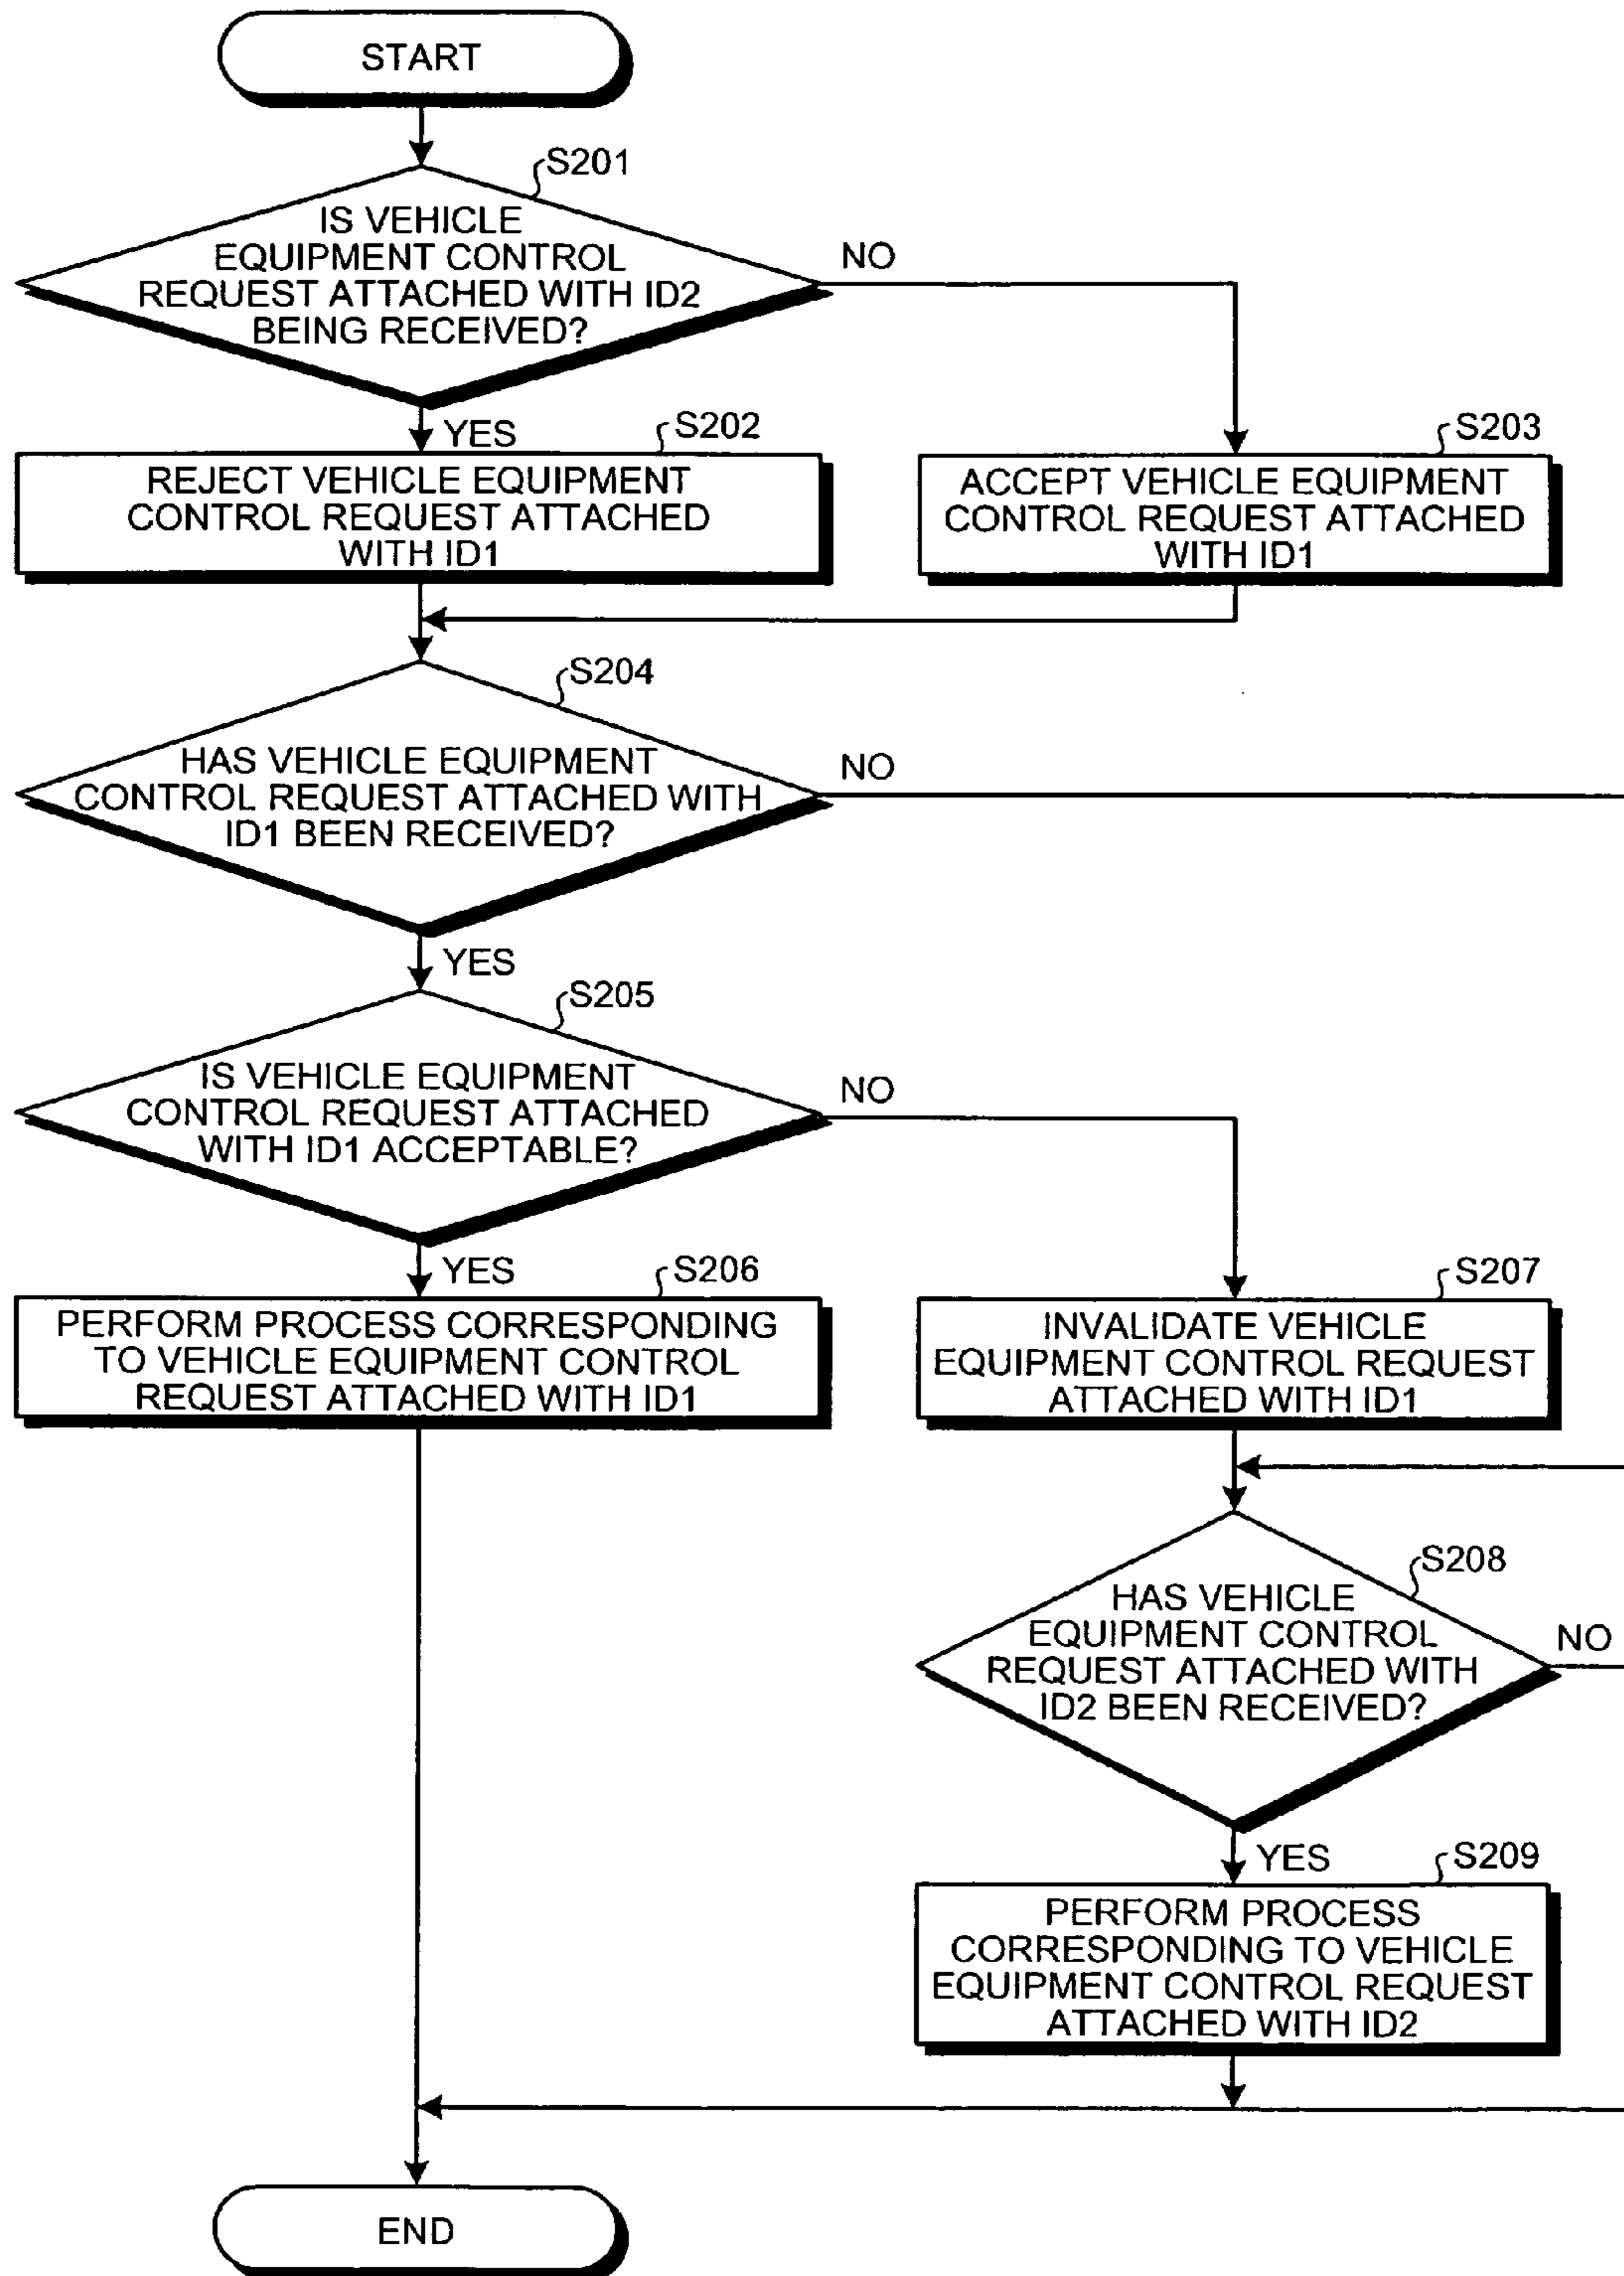 START
S201
IS VEHICLE
EQUIPMENT CONTROL
REQUEST ATTACHED WITH ID2
BEING RECEIVED?
NO
YES
S202
REJECT VEHICLE EQUIPMENT
CONTROL REQUEST ATTACHED
WITH ID1
S203
ACCEPT VEHICLE EQUIPMENT
CONTROL REQUEST ATTACHED
WITH ID1
S204
HAS VEHICLE EQUIPMENT
CONTROL REQUEST ATTACHED WITH
ID1 BEEN RECEIVED?
NO
YES
S205
IS VEHICLE EQUIPMENT
CONTROL REQUEST ATTACHED
WITH ID1 ACCEPTABLE?
NO
YES
S206
PERFORM PROCESS CORRESPONDING
TO VEHICLE EQUIPMENT CONTROL
REQUEST ATTACHED WITH ID1
S207
INVALIDATE VEHICLE
EQUIPMENT CONTROL REQUEST
ATTACHED WITH ID1
S208
HAS VEHICLE
EQUIPMENT CONTROL
REQUEST ATTACHED WITH
ID2 BEEN RECEIVED?
NO
YES
S209
PERFORM PROCESS
CORRESPONDING TO VEHICLE
EQUIPMENT CONTROL REQUEST
ATTACHED WITH ID2
END